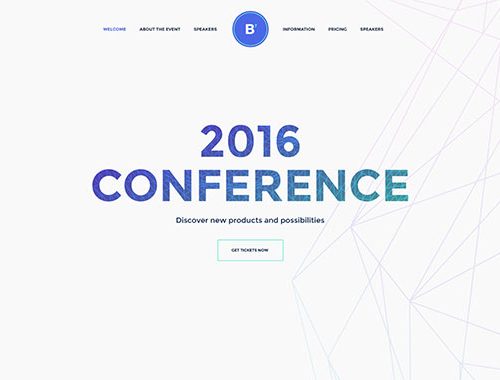 WELCOME ABOUT THE EVENT SPEAKERS B' INFORMATION PRICING SPEAKERS
2016
CONFERENCE
Discover new products and possibilities
GET TICKETS NOW